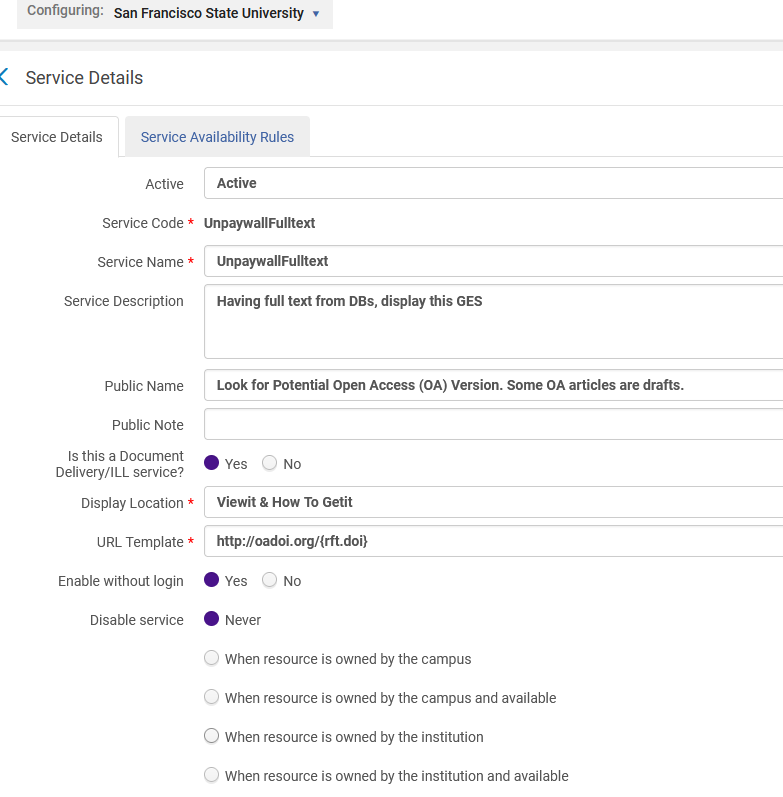 Configuring: San Francisco State University ▼
Service Details
Service Details Service Availability Rules
Active Active
Service Code * UnpaywallFulltext
Service Name * UnpaywallFulltext
Service Description Having full text from DBs, display this GES
Public Name Look for Potential Open Access (OA) Version. Some OA articles are drafts.
Public Note
Is this a Document
Delivery/ILL service? Yes No
Display Location * Viewit & How To Getit
URL Template * http://oadoi.org/{rft.doi}
Enable without login Yes No
Disable service Never
When resource is owned by the campus
When resource is owned by the campus and available
When resource is owned by the institution
When resource is owned by the institution and available